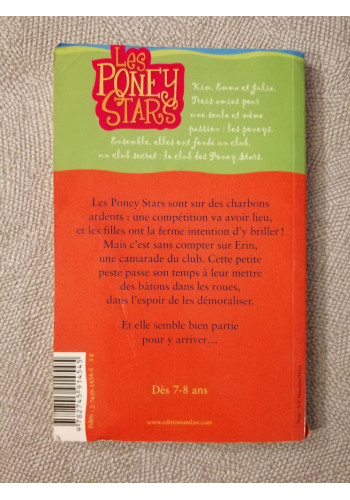 Les
PONEY
STARS
Kim, Emma et Julie.
Trois amies pour
une seule et même
passion : les poneys.
Ensemble, elles ont fondé un club,
un club secret : le club des Poney Stars.
Les Poney Stars sont sur des charbons
ardents : une compétition va avoir lieu,
et les filles ont la ferme intention d'y briller !
Mais c'est sans compter sur Erin,
une camarade du club. Cette petite
peste passe son temps à leur mettre
des bâtons dans les roues,
dans l'espoir de les démoraliser.
Et elle semble bien partie
pour y arriver...
Dès 7-8 ans
www.editionsmilan.com
9 782745 914545